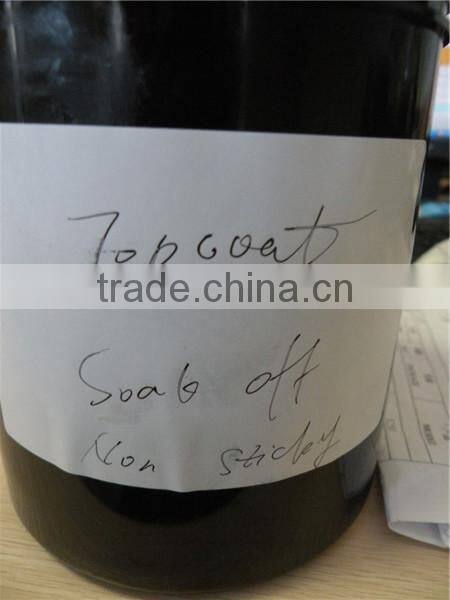 Topcoat
trade.china.cn
Soak off
Non sticky